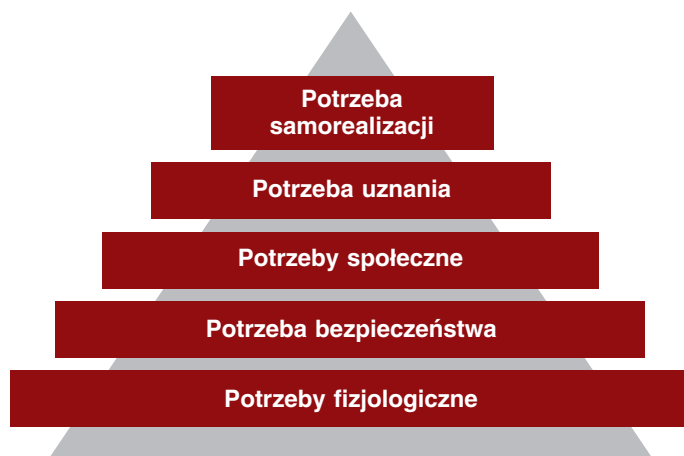 Potrzeba
samorealizacji
Potrzeba uznania
Potrzeby społeczne
Potrzeba bezpieczeństwa
Potrzeby fizjologiczne